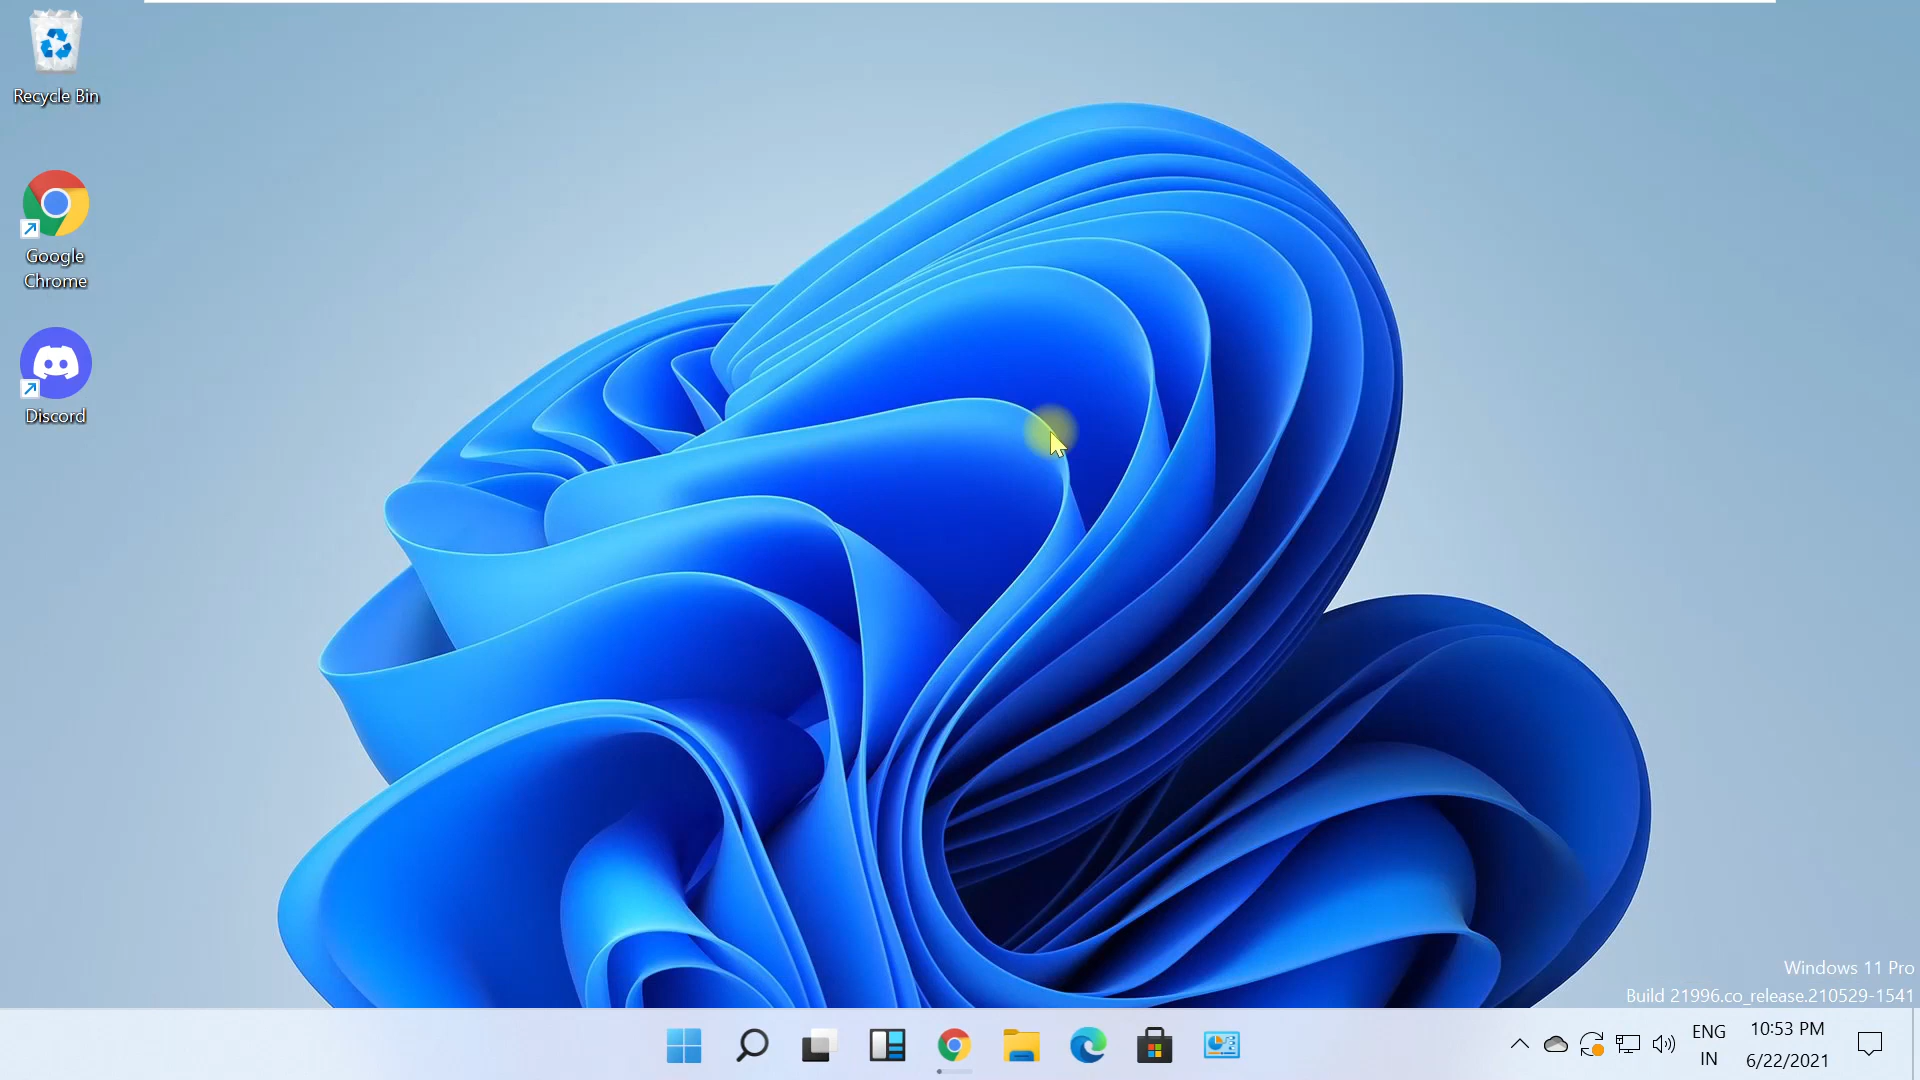 Recycle Bin
Google
Chrome
Discord
Windows 11 Pro
Build 21996.co_release.210529-1541
ENG
IN
10:53 PM
6/22/2021